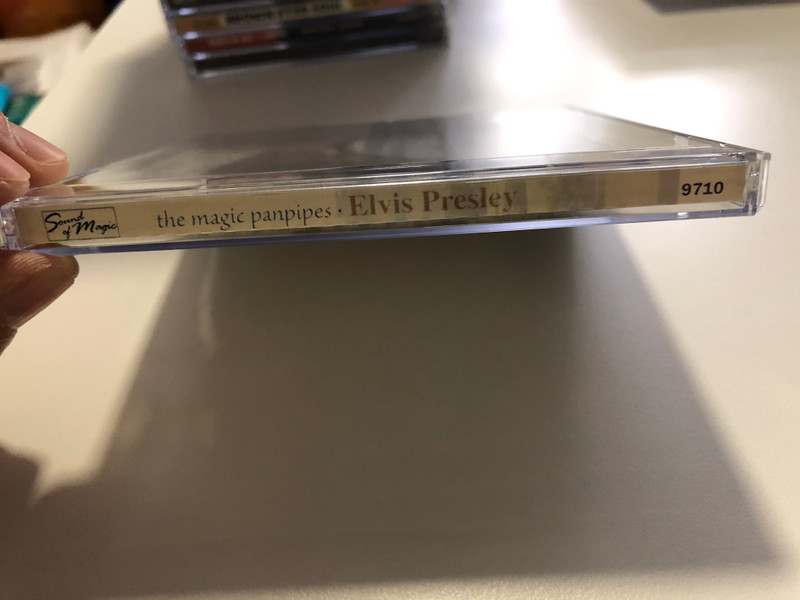 Sound
of Magic
the magic panpipes · Elvis Presley
9710